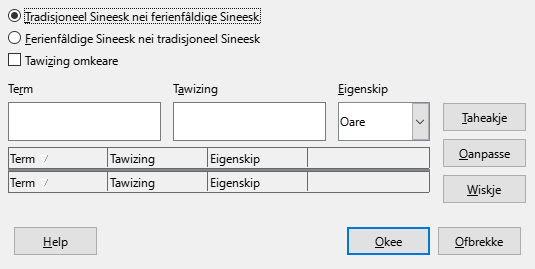 Tradisjoneel Sineesk nei ferienfâldige Sineesk
Ferienfâldige Sineesk nei tradisjoneel Sineesk
Tawizing omkeare
Term Tawizing Eigenskip
Oare
Taheakje
Term Tawizing Eigenskip
Oanpasse
Term Tawizing Eigenskip
Wiskje
Help Okee Ofbrekke